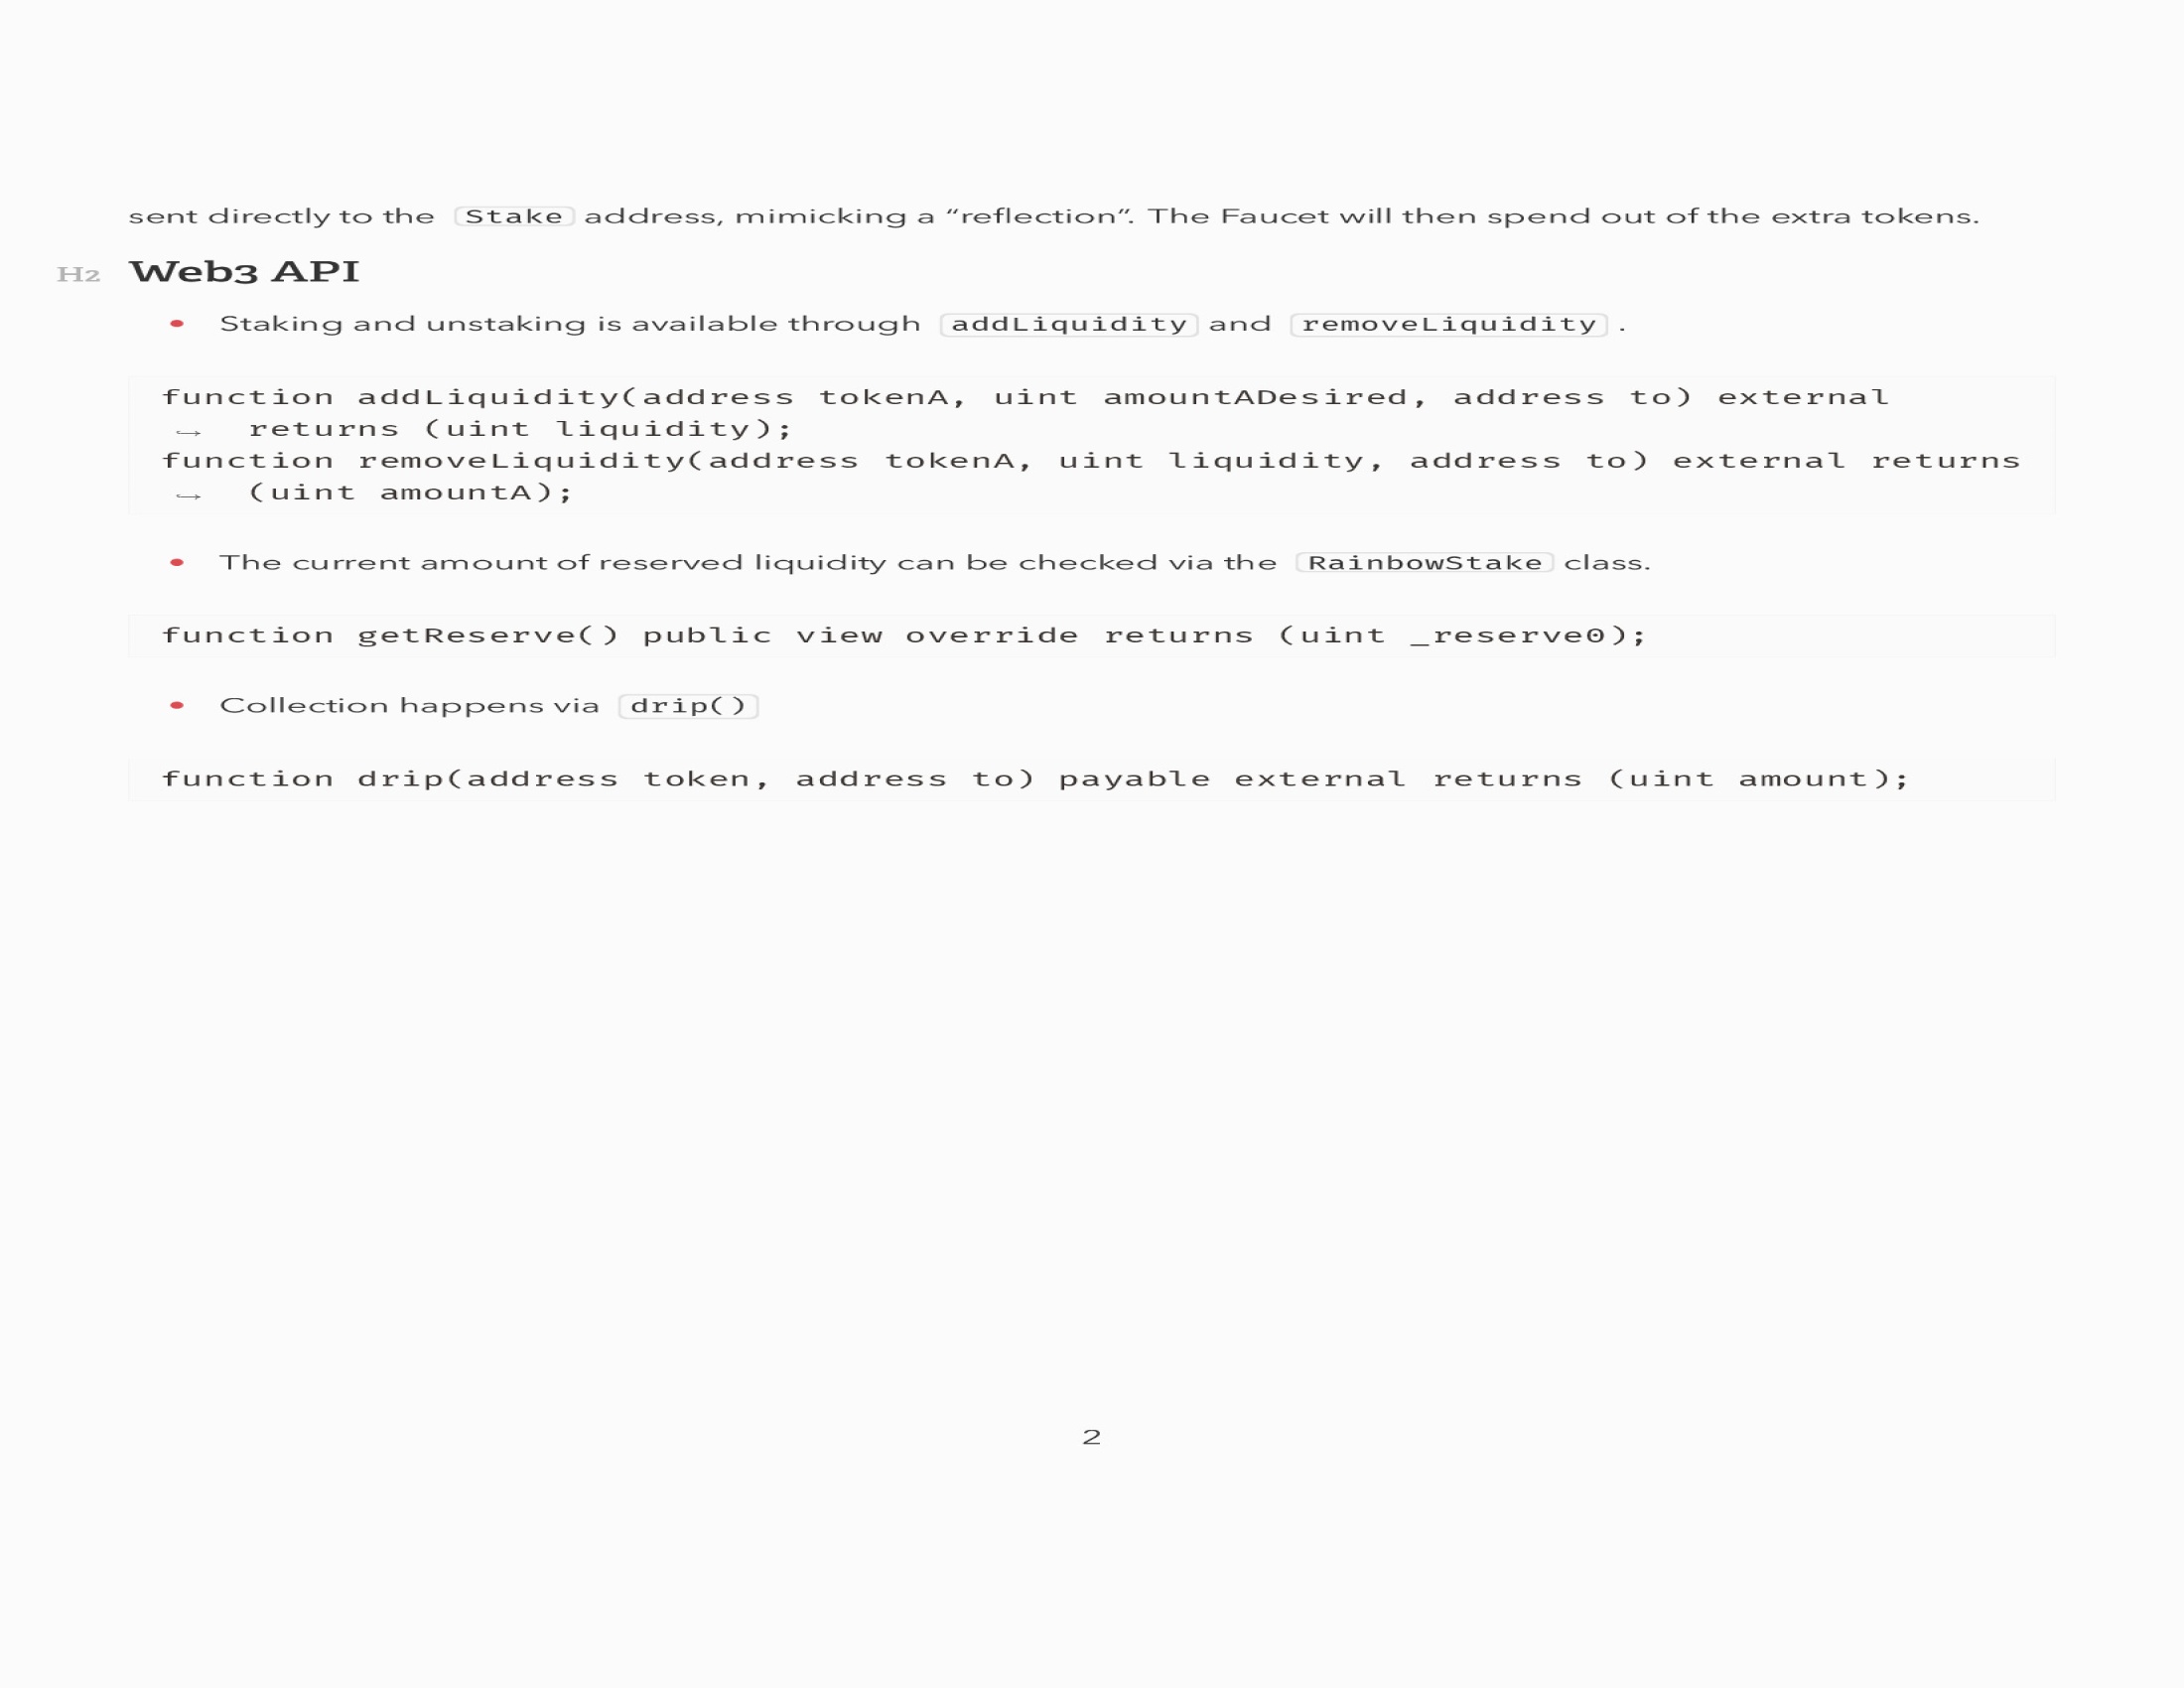 sent directly to the Stake address, mimicking a “reflection”. The Faucet will then spend out of the extra tokens.
H2 Web3 API
• Staking and unstaking is available through addLiquidity and removeLiquidity .
function addLiquidity(address tokenA, uint amountADesired, address to) external
↪ returns (uint liquidity);
function removeLiquidity(address tokenA, uint liquidity, address to) external returns
↪ (uint amountA);
• The current amount of reserved liquidity can be checked via the RainbowStake class.
function getReserve() public view override returns (uint _reserve0);
• Collection happens via drip()
function drip(address token, address to) payable external returns (uint amount);
2